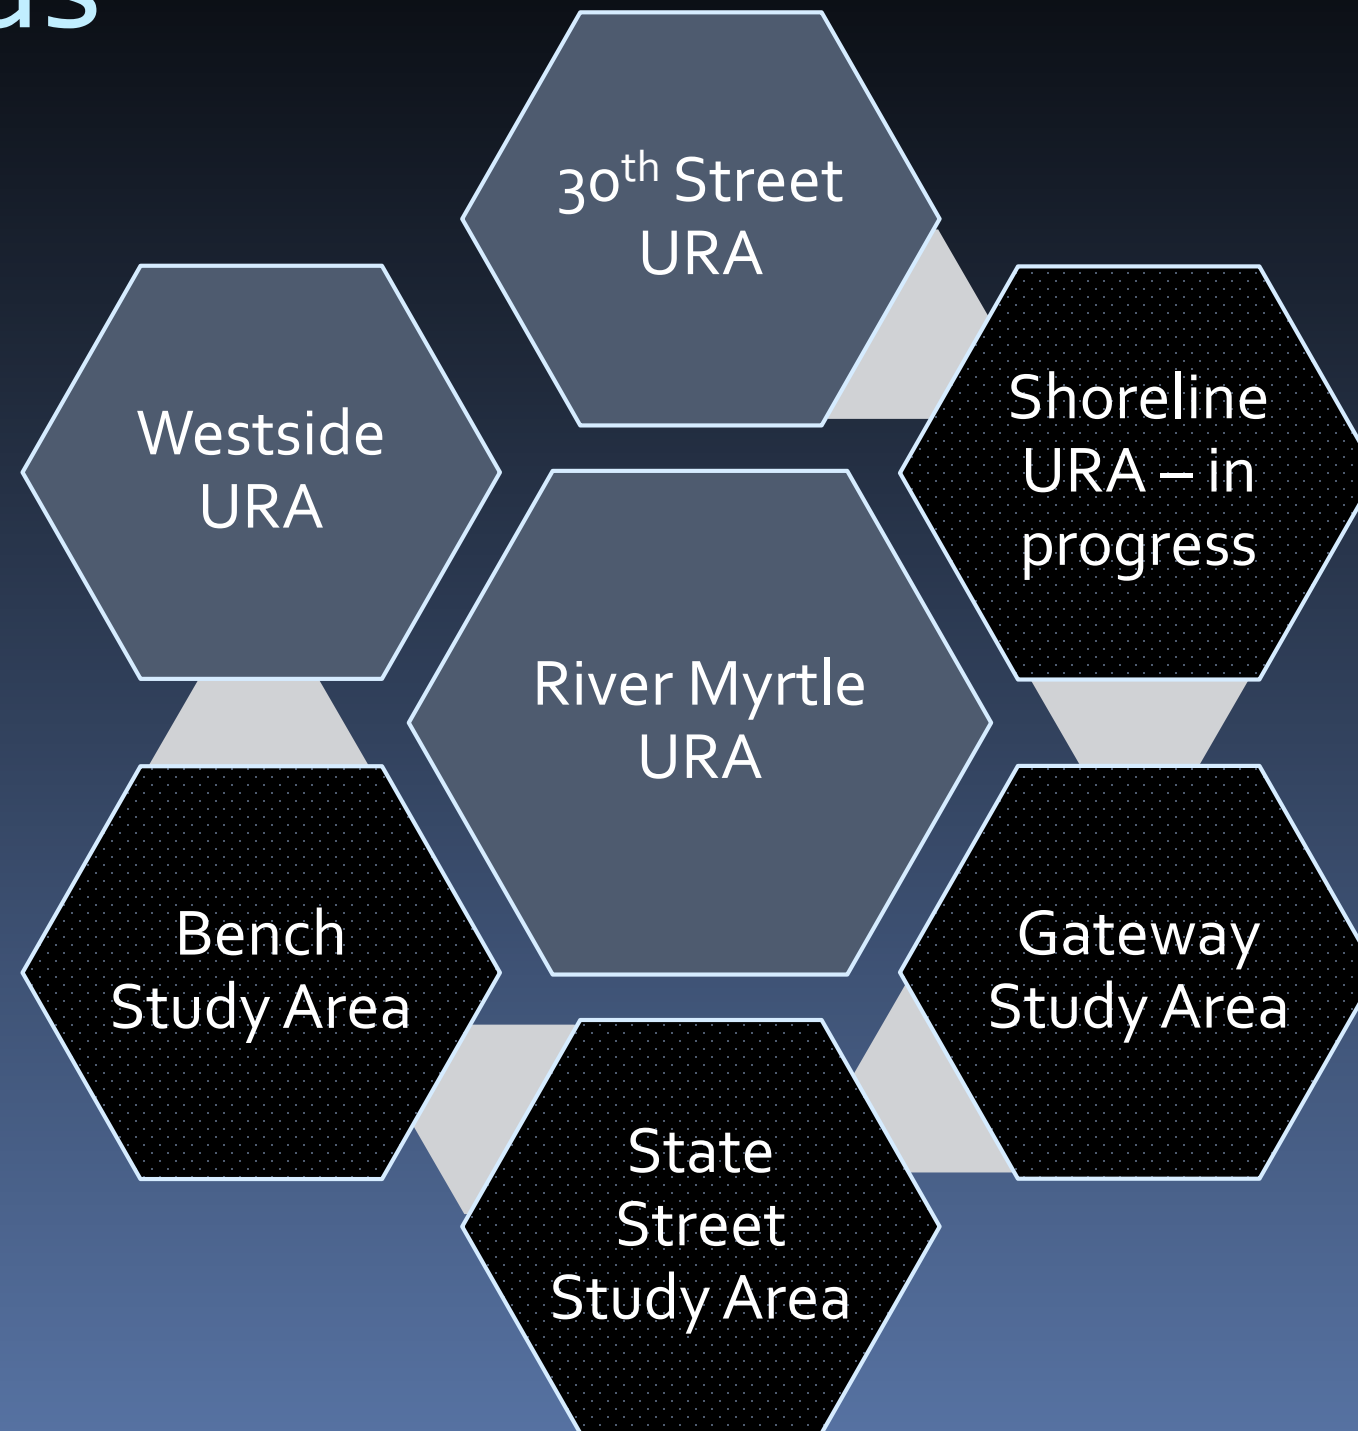 30th Street
URA
Westside
URA
Shoreline
URA – in
progress
River Myrtle
URA
Bench
Study Area
Gateway
Study Area
State
Street
Study Area